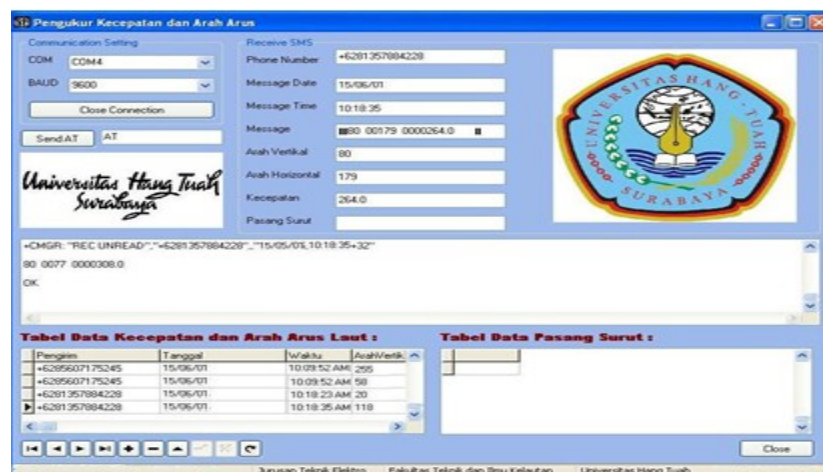 Pengukur Kecepatan dan Arah Arus
Communication Setting
COM COM4
BAUD 9600
Close Connection
Send AT AT
Universitas Hang Tuah
Surabaya
Receive SMS
Phone Number +6281357884228
Message Date 15/06/01
Message Time 10:18:35
Message 80 00179 0000264.0
Arah Vertikal 80
Arah Horizontal 179
Kecepatan 264.0
Pasang Surut
UNIVERSITAS HANG TUAH
SURABAYA
+CMGR: "REC UNREAD","+6281357884228",,"15/05/01,10:18:35+32"
80 0077 0000308.0
OK
Tabel Data Kecepatan dan Arah Arus Laut :
Pengirim Tanggal Waktu ArahVertik
+6285607175245 15/06/01 10:09:52 AM 255
+6285607175245 15/06/01 10:09:52 AM 58
+6281357884228 15/06/01 10:18:23 AM 20
+6281357884228 15/06/01 10:18:35 AM 118
Tabel Data Pasang Surut :
Close
Jurusan Teknik Elektro Fakultas Teknik dan Ilmu Kelautan Universitas Hang Tuah